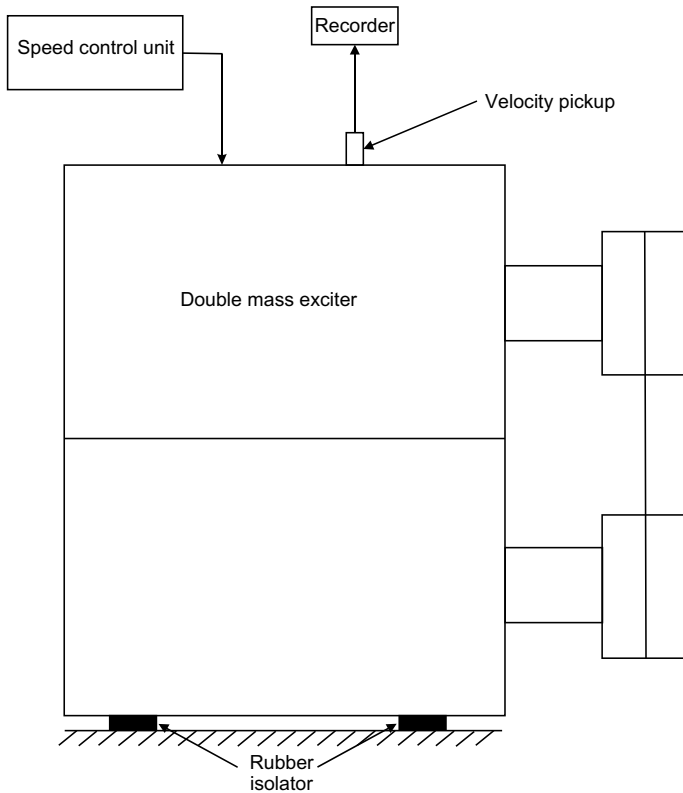 Recorder
Speed control unit
Velocity pickup
Double mass exciter
Rubber
isolator